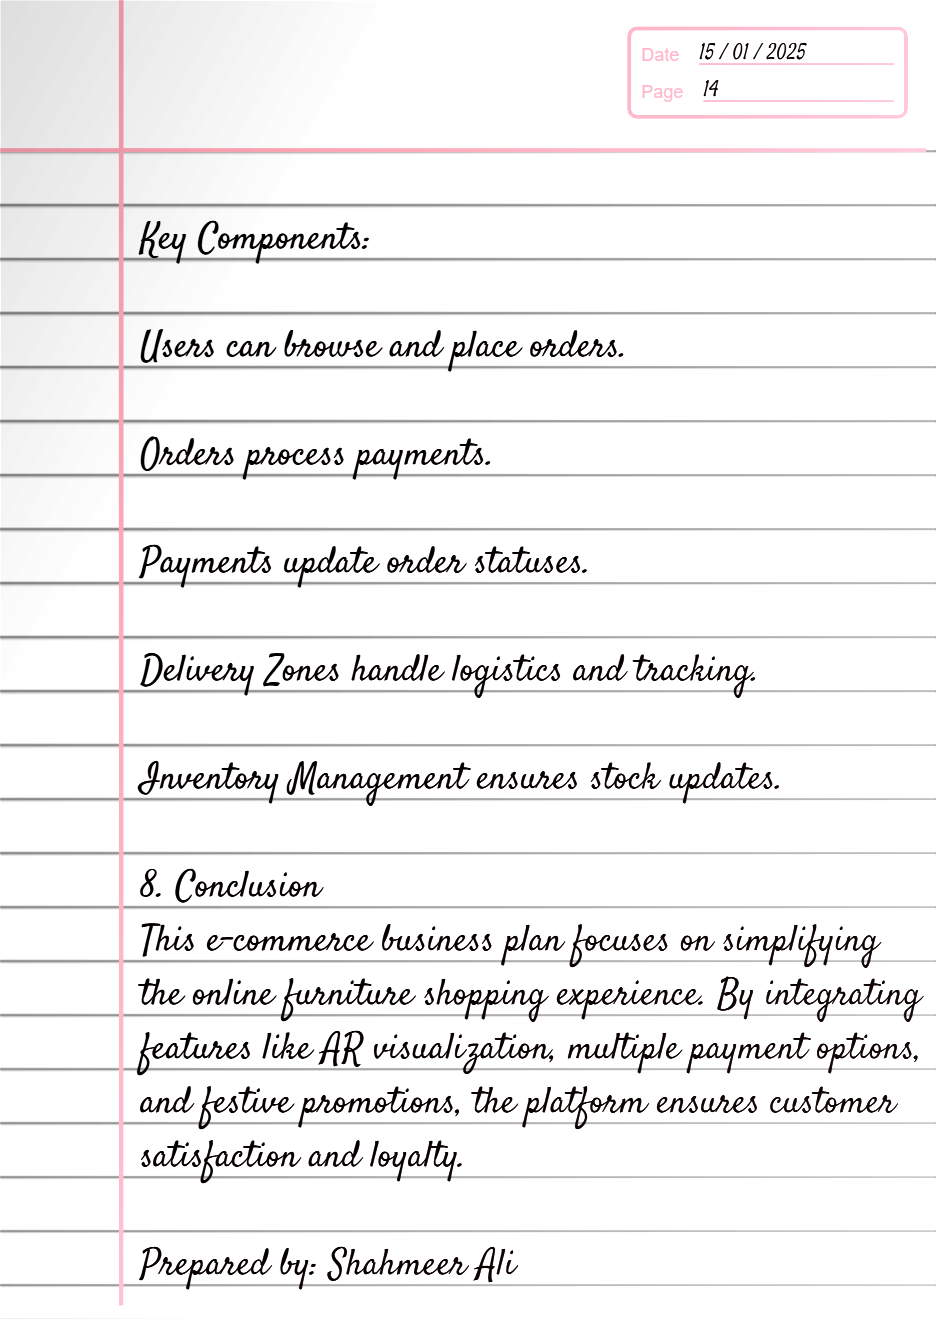 Date 15 / 01 / 2025
Page 14
Key Components:
Users can browse and place orders.
Orders process payments.
Payments update order statuses.
Delivery Zones handle logistics and tracking.
Inventory Management ensures stock updates.
8. Conclusion
This e-commerce business plan focuses on simplifying
the online furniture shopping experience. By integrating
features like AR visualization, multiple payment options,
and festive promotions, the platform ensures customer
satisfaction and loyalty.
Prepared by: Shahmeer Ali